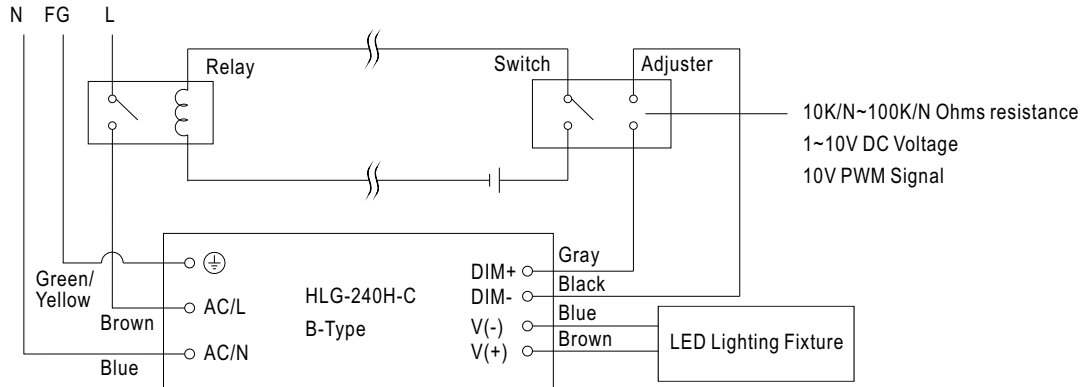 N FG L
Relay
Switch
Adjuster
10K/N~100K/N Ohms resistance
1~10V DC Voltage
10V PWM Signal
Green/
Yellow
Brown
Blue
AC/L
AC/N
HLG-240H-C
B-Type
DIM+
DIM-
V(-)
V(+)
Gray
Black
Blue
Brown
LED Lighting Fixture